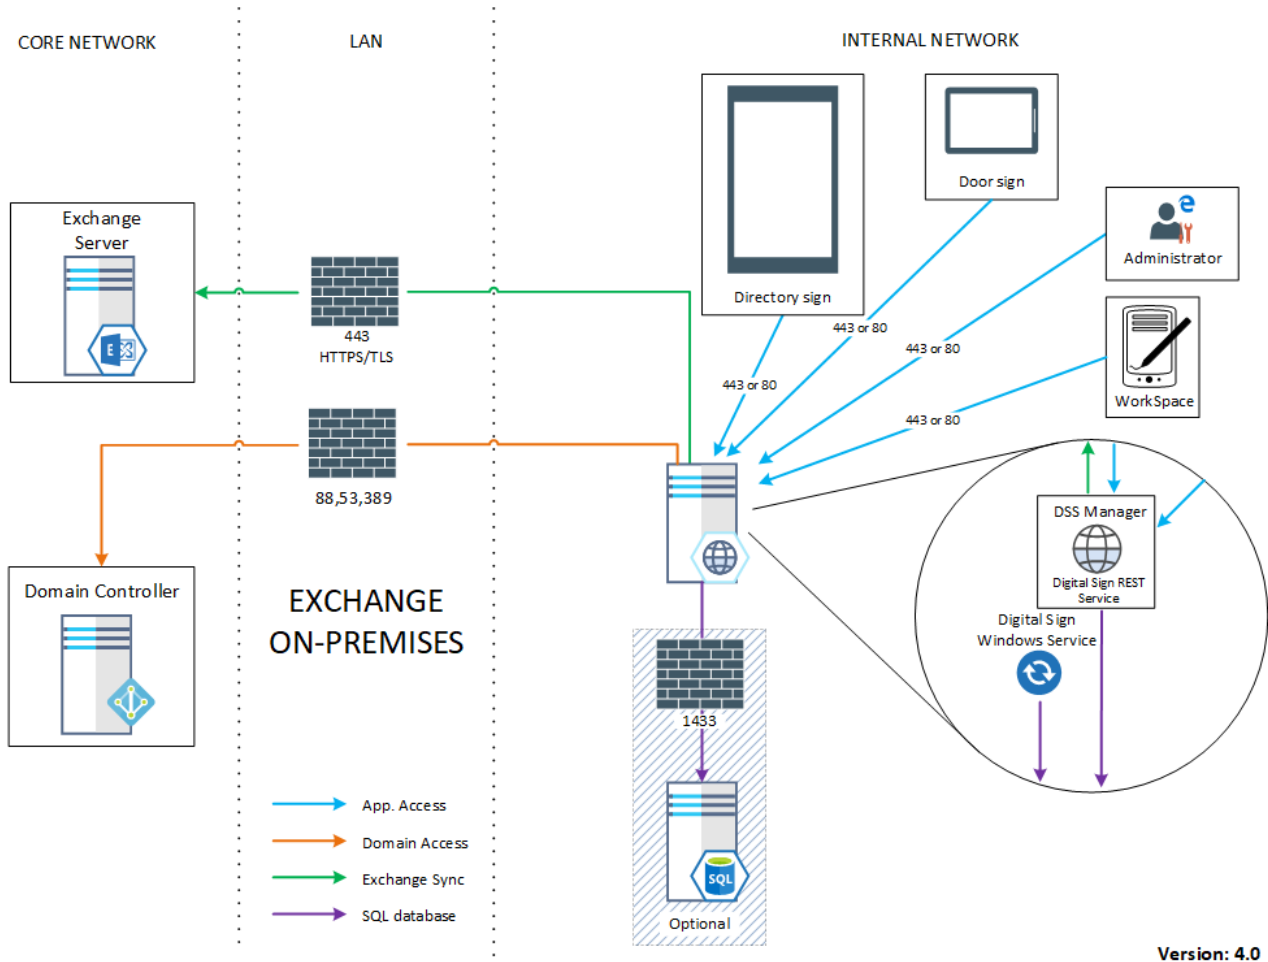 CORE NETWORK
LAN
INTERNAL NETWORK
Directory sign
Door sign
Administrator
WorkSpace
Exchange
Server
E
443
HTTPS/TLS
443 or 80
443 or 80
443 or 80
443 or 80
88,53,389
Domain Controller
EXCHANGE
ON-PREMISES
DSS Manager
Digital Sign REST
Service
Digital Sign
Windows Service
1433
SQL
Optional
App. Access
Domain Access
Exchange Sync
SQL database
Version: 4.0